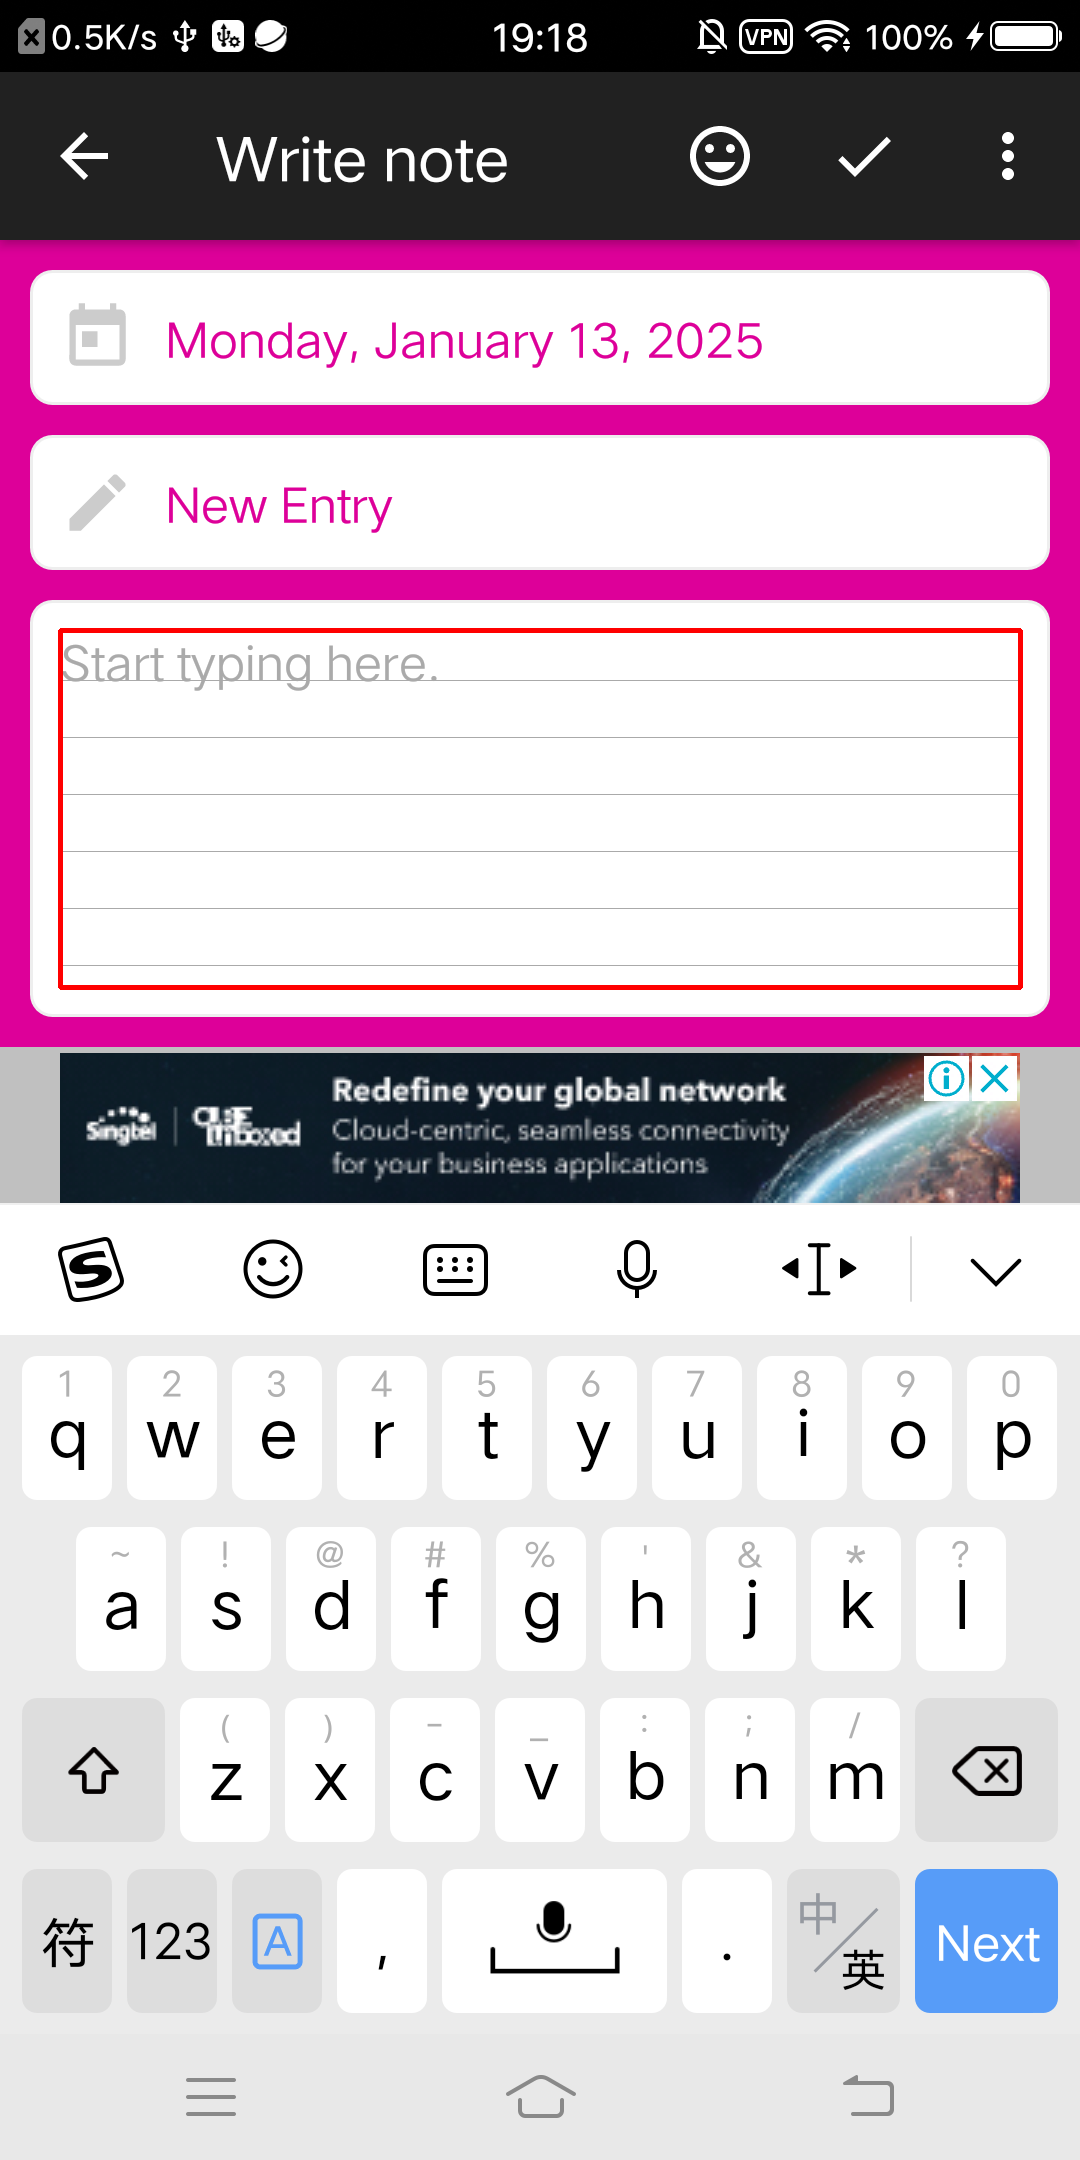 0.5K/s 19:18 VPN 100%
Write note
Monday, January 13, 2025
New Entry
Start typing here.
Redefine your global network
Singtel
Cloud-centric, seamless connectivity
for your business applications
1 2 3 4 5 6 7 8 9 0
q w e r t y u i o p
~ ! @ # % ' & * ?
a s d f g h j k l
( ) - _ : ; /
z x c v b n m
符 123 A , . 中/英 Next